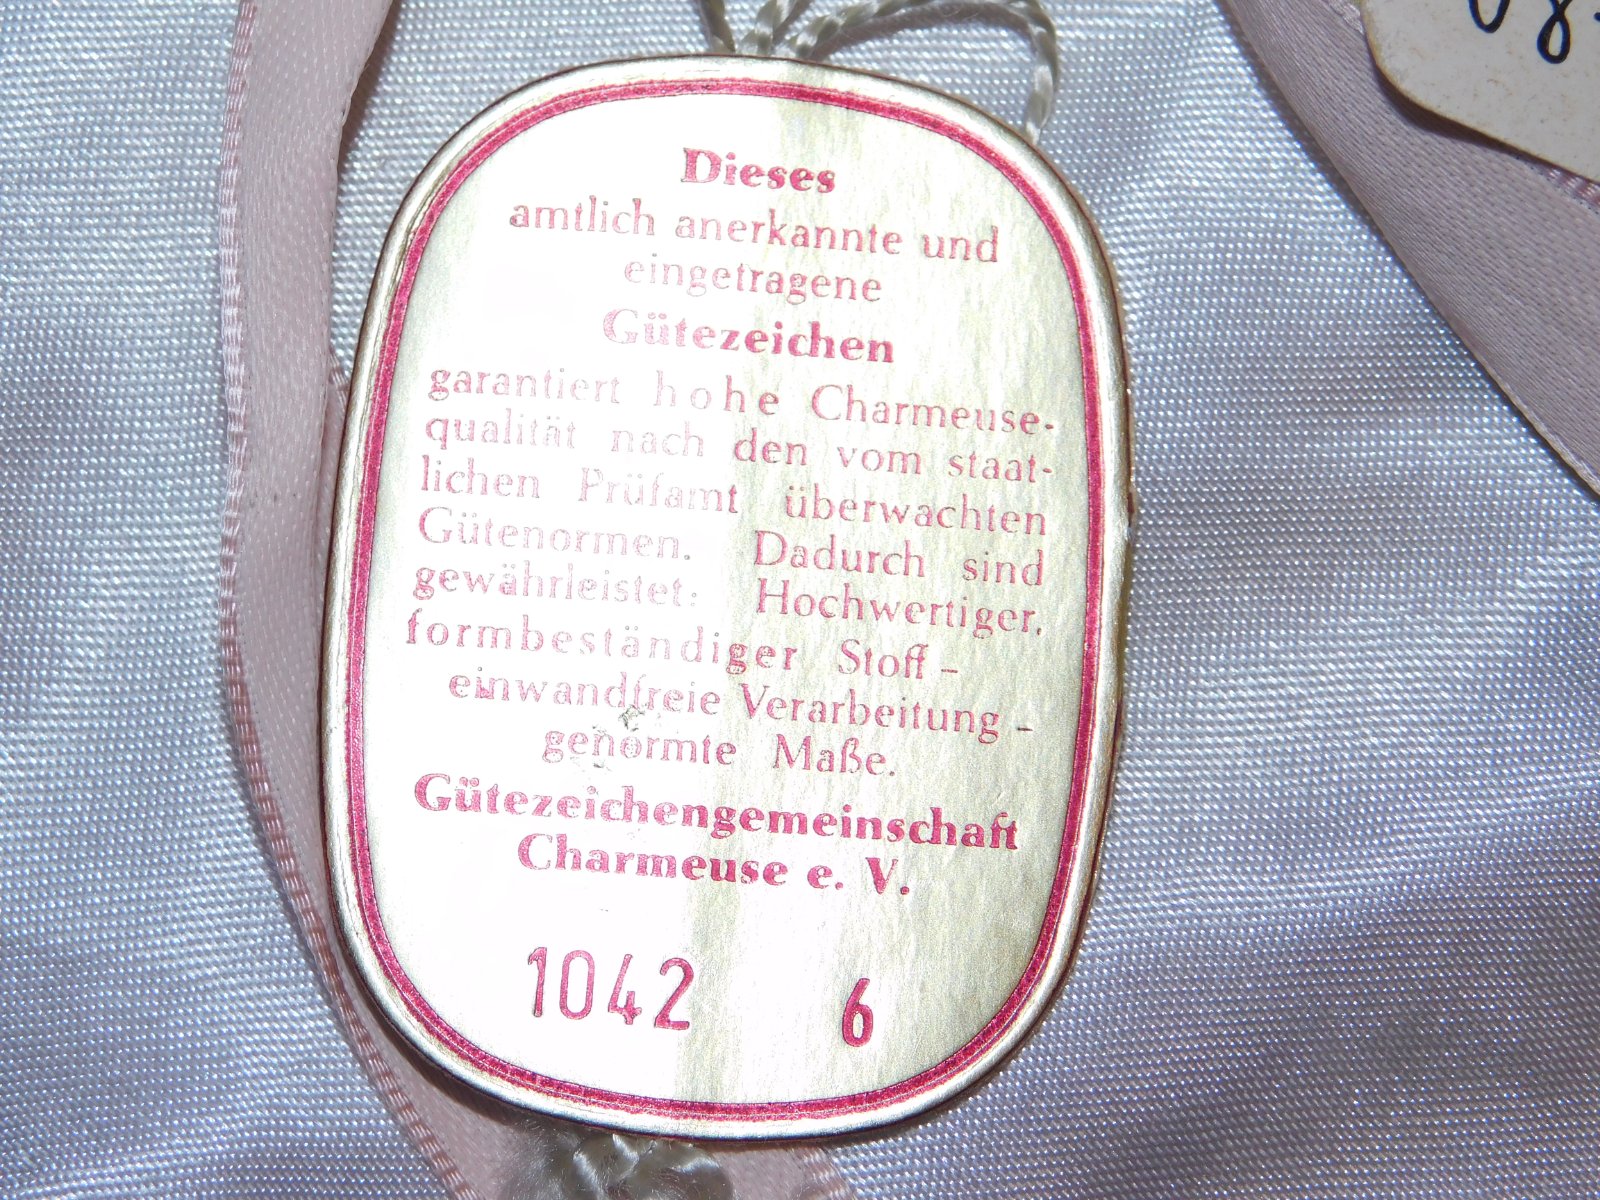 Dieses
amtlich anerkannte und
eingetragene
Gütezeichen
garantiert hohe Charmeuse-
qualität nach den vom staat-
lichen Prüfamt überwachten
Gütenormen. Dadurch sind
gewährleistet: Hochwertiger,
formbeständiger Stoff –
einwandfreie Verarbeitung –
genormte Maße.
Gütezeichengemeinschaft
Charmeuse e. V.
1042 6